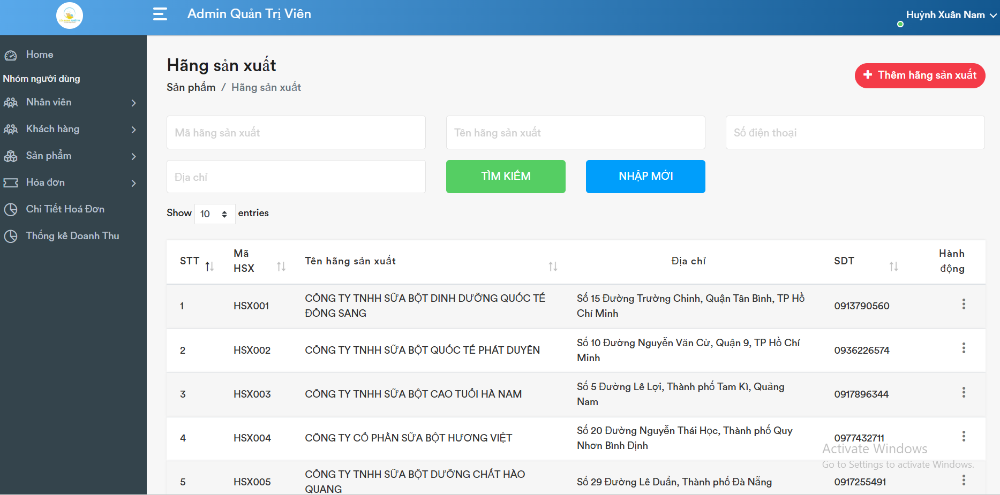 Admin Quản Trị Viên
Huỳnh Xuân Nam
Home
Nhóm người dùng
Nhân viên
Khách hàng
Sản phẩm
Hóa đơn
Chi Tiết Hoá Đơn
Thống kê Doanh Thu
Hãng sản xuất
Sản phẩm / Hãng sản xuất
+ Thêm hãng sản xuất
Mã hãng sản xuất
Tên hãng sản xuất
Số điện thoại
Địa chỉ
TÌM KIẾM
NHẬP MỚI
Show 10 entries
STT
Mã
HSX
Tên hãng sản xuất
Địa chỉ
SDT
Hành
động
1
HSX001
CÔNG TY TNHH SỮA BỘT DINH DƯỠNG QUỐC TẾ
ĐÔNG SANG
Số 15 Đường Trường Chinh, Quận Tân Bình, TP Hồ
Chí Minh
0913790560
2
HSX002
CÔNG TY TNHH SỮA BỘT QUỐC TẾ PHÁT DUYÊN
Số 10 Đường Nguyễn Văn Cừ, Quận 9, TP Hồ Chí
Minh
0936226574
3
HSX003
CÔNG TY TNHH SỮA BỘT CAO TUỔI HÀ NAM
Số 5 Đường Lê Lợi, Thành phố Tam Kì, Quảng
Nam
0917896344
4
HSX004
CÔNG TY CỔ PHẦN SỮA BỘT HƯƠNG VIỆT
Số 20 Đường Nguyễn Thái Học, Thành phố Quy
Nhơn Bình Định
0977432711
5
HSX005
CÔNG TY TNHH SỮA BỘT DƯỠNG CHẤT HÀO
QUANG
Số 29 Đường Lê Duẩn, Thành phố Đà Nẵng
0917255491
Activate Windows
Go to Settings to activate Windows.